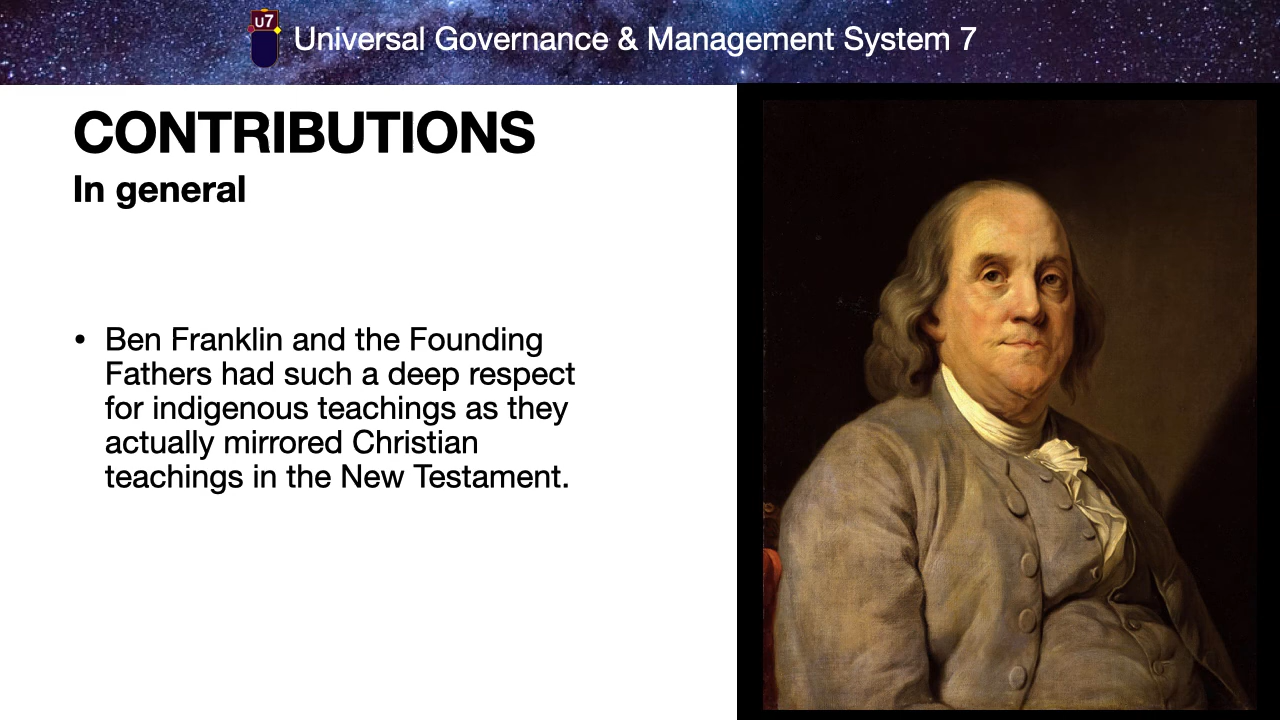 U7
Universal Governance & Management System 7
CONTRIBUTIONS
In general
• Ben Franklin and the Founding
Fathers had such a deep respect
for indigenous teachings as they
actually mirrored Christian
teachings in the New Testament.